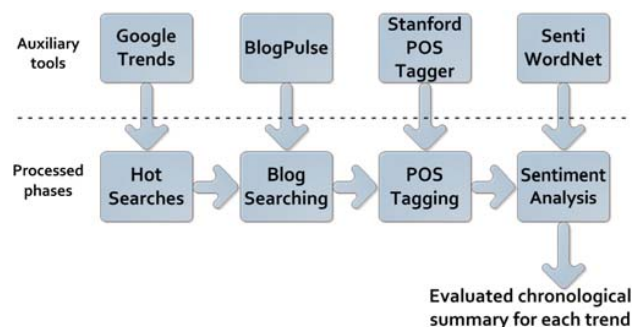 Auxiliary
tools
Google
Trends
BlogPulse
Stanford
POS
Tagger
Senti
WordNet
Processed
phases
Hot
Searches
Blog
Searching
POS
Tagging
Sentiment
Analysis
Evaluated chronological
summary for each trend